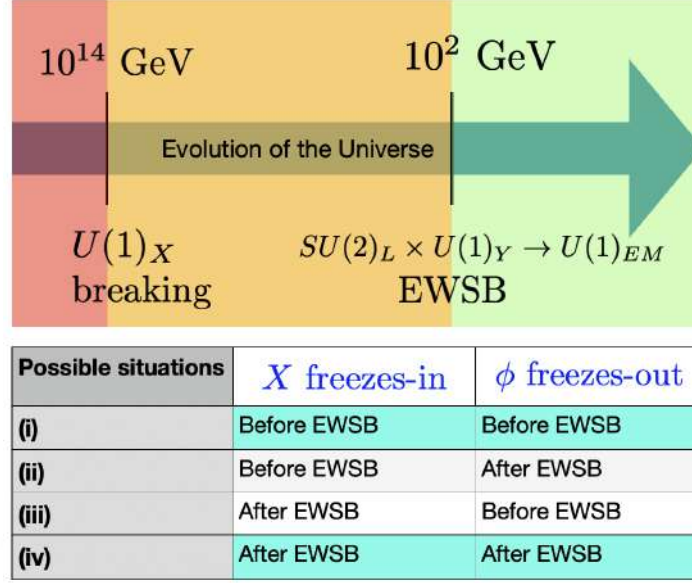 10^14 GeV 10^2 GeV
Evolution of the Universe
U(1)_X SU(2)_L × U(1)_Y → U(1)_EM
breaking EWSB
Possible situations X freezes-in ϕ freezes-out
(i) Before EWSB Before EWSB
(ii) Before EWSB After EWSB
(iii) After EWSB Before EWSB
(iv) After EWSB After EWSB